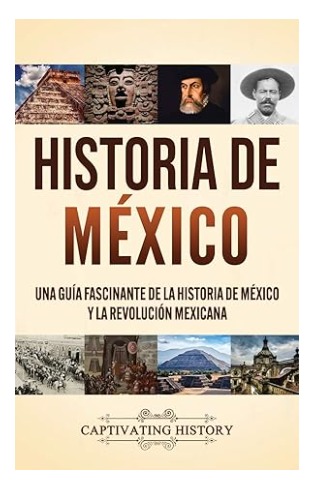 HISTORIA DE
MÉXICO
UNA GUÍA FASCINANTE DE LA HISTORIA DE MÉXICO
Y LA REVOLUCIÓN MEXICANA
CAPTIVATING HISTORY